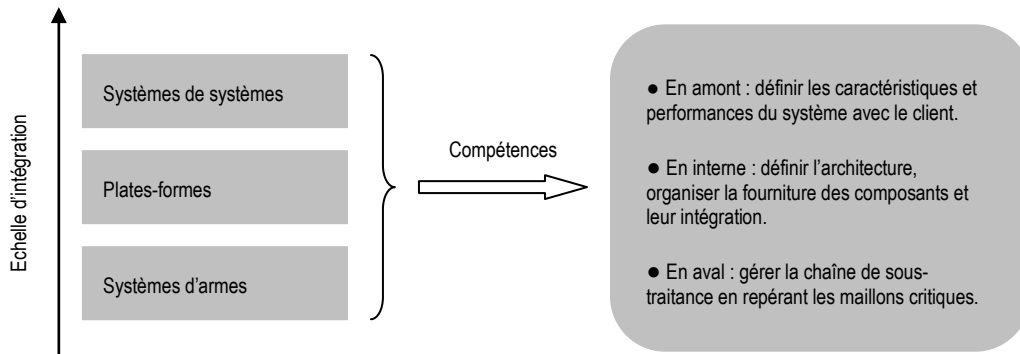 Echelle d'intégration
Systèmes de systèmes
Plates-formes
Systèmes d'armes
Compétences
● En amont : définir les caractéristiques et
performances du système avec le client.
● En interne : définir l'architecture,
organiser la fourniture des composants et
leur intégration.
● En aval : gérer la chaîne de sous-
traitance en repérant les maillons critiques.